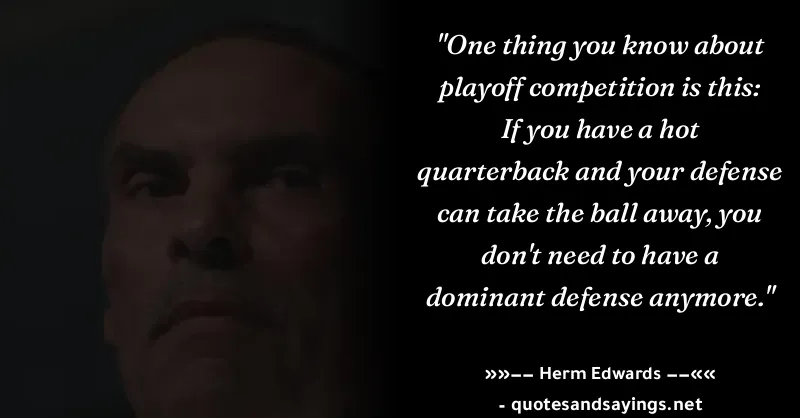 "One thing you know about
playoff competition is this:
If you have a hot
quarterback and your defense
can take the ball away, you
don't need to have a
dominant defense anymore."
»»–– Herm Edwards ––««
- quotesandsayings.net